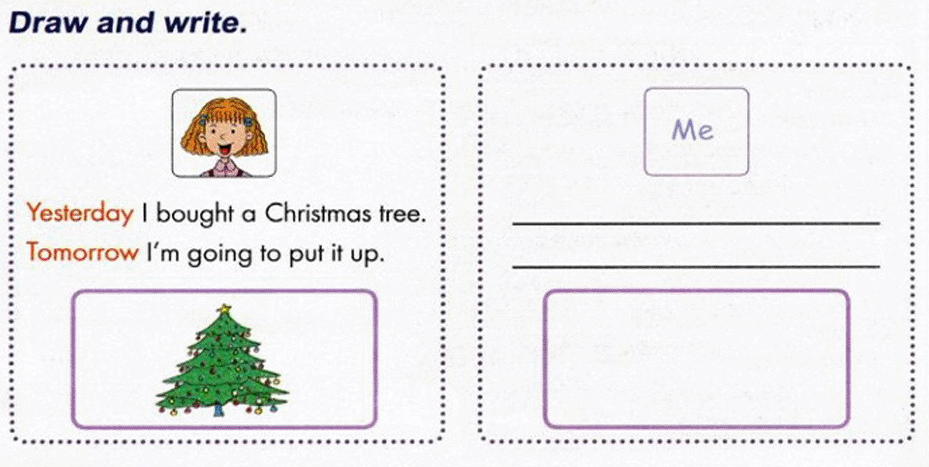 Draw and write.
Yesterday I bought a Christmas tree.
Tomorrow I'm going to put it up.
Me